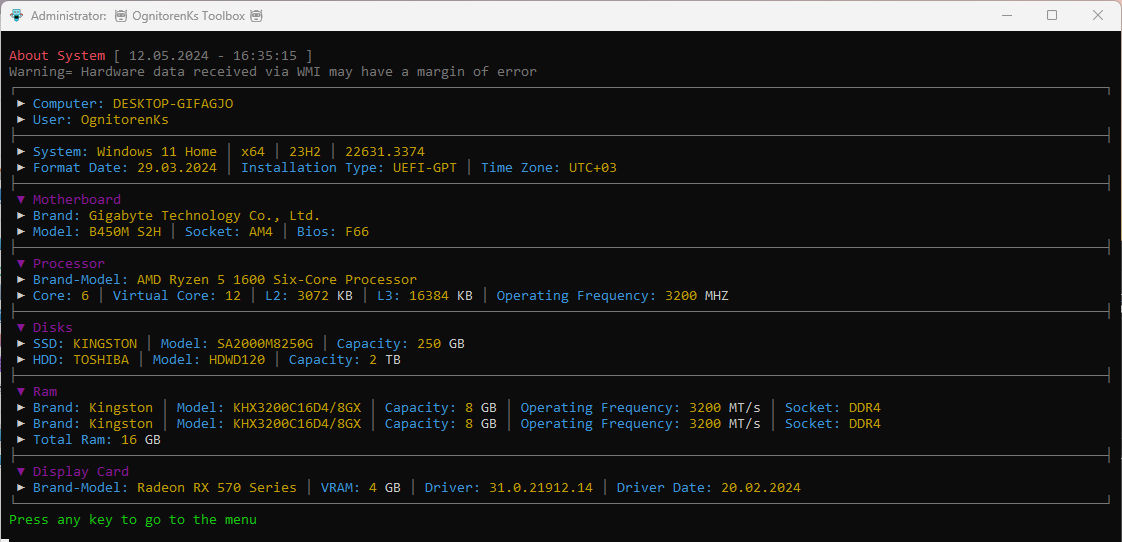 Administrator: OgnitorenKs Toolbox
About System [ 12.05.2024 - 16:35:15 ]
Warning= Hardware data received via WMI may have a margin of error
► Computer: DESKTOP-GIFAGJO
► User: OgnitorenKs
► System: Windows 11 Home │ x64 │ 23H2 │ 22631.3374
► Format Date: 29.03.2024 │ Installation Type: UEFI-GPT │ Time Zone: UTC+03
▼ Motherboard
► Brand: Gigabyte Technology Co., Ltd.
► Model: B450M S2H │ Socket: AM4 │ Bios: F66
▼ Processor
► Brand-Model: AMD Ryzen 5 1600 Six-Core Processor
► Core: 6 │ Virtual Core: 12 │ L2: 3072 KB │ L3: 16384 KB │ Operating Frequency: 3200 MHZ
▼ Disks
► SSD: KINGSTON │ Model: SA2000M8250G │ Capacity: 250 GB
► HDD: TOSHIBA │ Model: HDWD120 │ Capacity: 2 TB
▼ Ram
► Brand: Kingston │ Model: KHX3200C16D4/8GX │ Capacity: 8 GB │ Operating Frequency: 3200 MT/s │ Socket: DDR4
► Brand: Kingston │ Model: KHX3200C16D4/8GX │ Capacity: 8 GB │ Operating Frequency: 3200 MT/s │ Socket: DDR4
► Total Ram: 16 GB
▼ Display Card
► Brand-Model: Radeon RX 570 Series │ VRAM: 4 GB │ Driver: 31.0.21912.14 │ Driver Date: 20.02.2024
Press any key to go to the menu